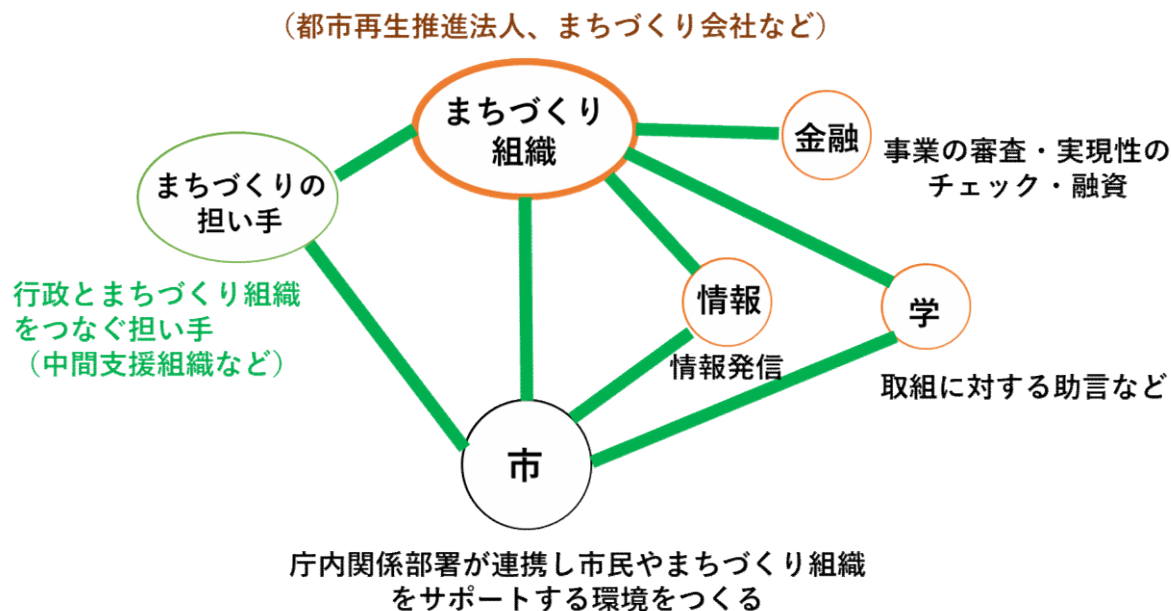 （都市再生推進法人、まちづくり会社など）
まちづくり
組織
金融
事業の審査・実現性の
チェック・融資
まちづくりの
担い手
行政とまちづくり組織
をつなぐ担い手
（中間支援組織など）
情報
情報発信
学
取組に対する助言など
市
庁内関係部署が連携し市民やまちづくり組織
をサポートする環境をつくる